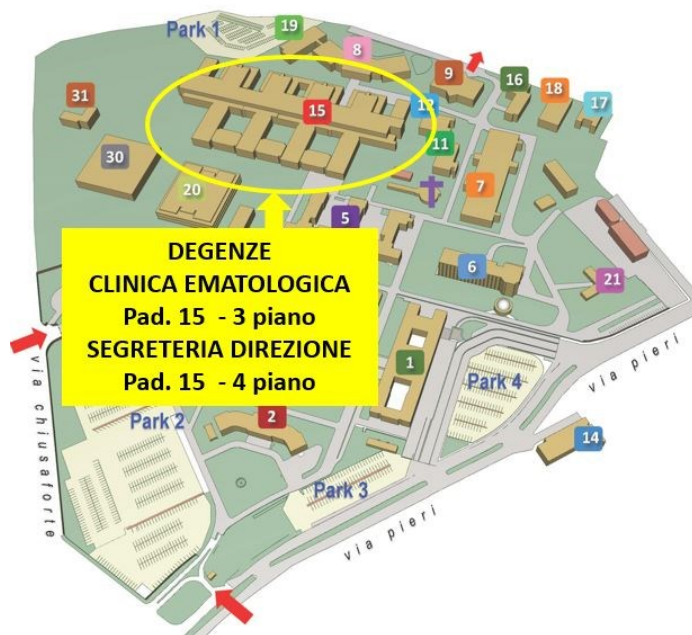 19
Park 1
8
9
16
18
17
31
15
12
11
30
20
7
5
DEGENZE
CLINICA EMATOLOGICA
Pad. 15 - 3 piano
SEGRETERIA DIREZIONE
Pad. 15 - 4 piano
6
21
1
Park 4
via pieri
via chiusaforte
Park 2
2
14
Park 3
via pieri